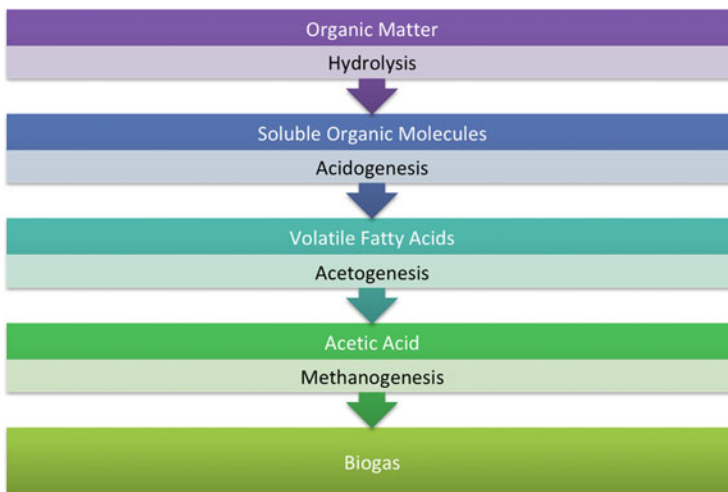 Organic Matter
Hydrolysis
Soluble Organic Molecules
Acidogenesis
Volatile Fatty Acids
Acetogenesis
Acetic Acid
Methanogenesis
Biogas